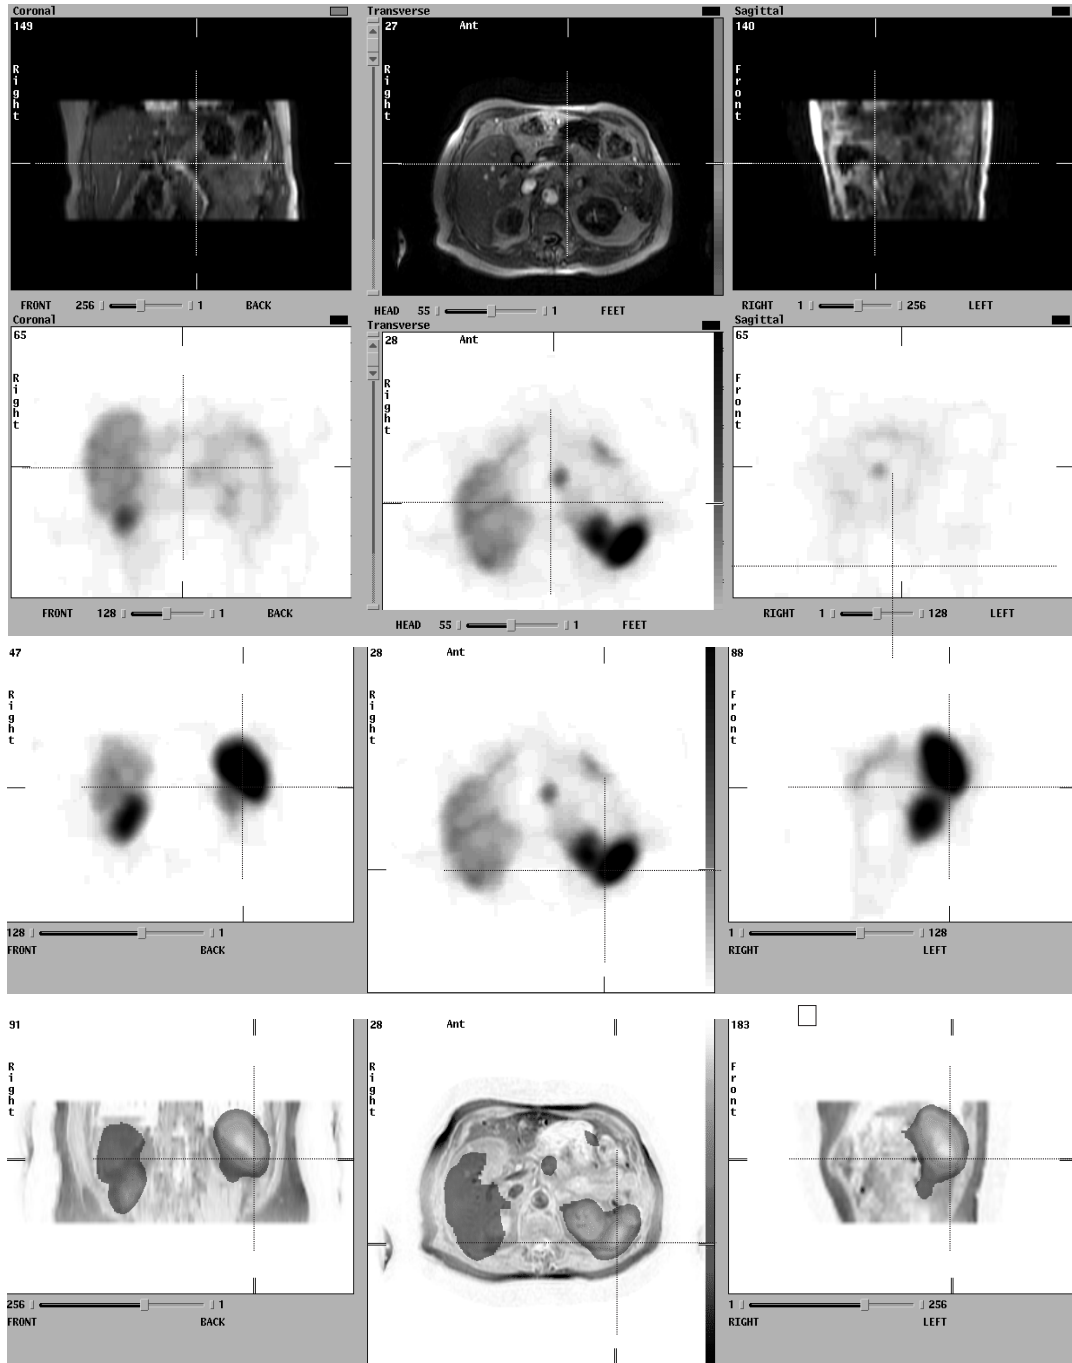 Coronal
Transverse
Sagittal
149
27
Ant
140
Right
Right
Front
FRONT 256 1 BACK
HEAD 55 1 FEET
RIGHT 1 256 LEFT
Coronal
Transverse
Sagittal
65
28
Ant
65
Right
Right
Front
FRONT 128 1 BACK
HEAD 55 1 FEET
RIGHT 1 128 LEFT
47
28
Ant
88
Right
Right
Front
128 1
FRONT BACK
1 128
RIGHT LEFT
91
28
Ant
183
Right
Right
Front
256 1
FRONT BACK
1 256
RIGHT LEFT